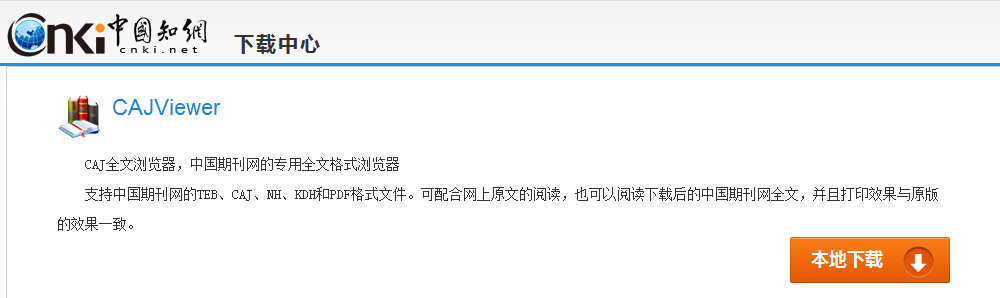 Cnki中國知網
cnki.net
下载中心
CAJViewer
CAJ全文浏览器，中国期刊网的专用全文格式浏览器
支持中国期刊网的TEB、CAJ、NH、KDH和PDF格式文件。可配合网上原文的阅读，也可以阅读下载后的中国期刊网全文，并且打印效果与原版
的效果一致。
本地下载